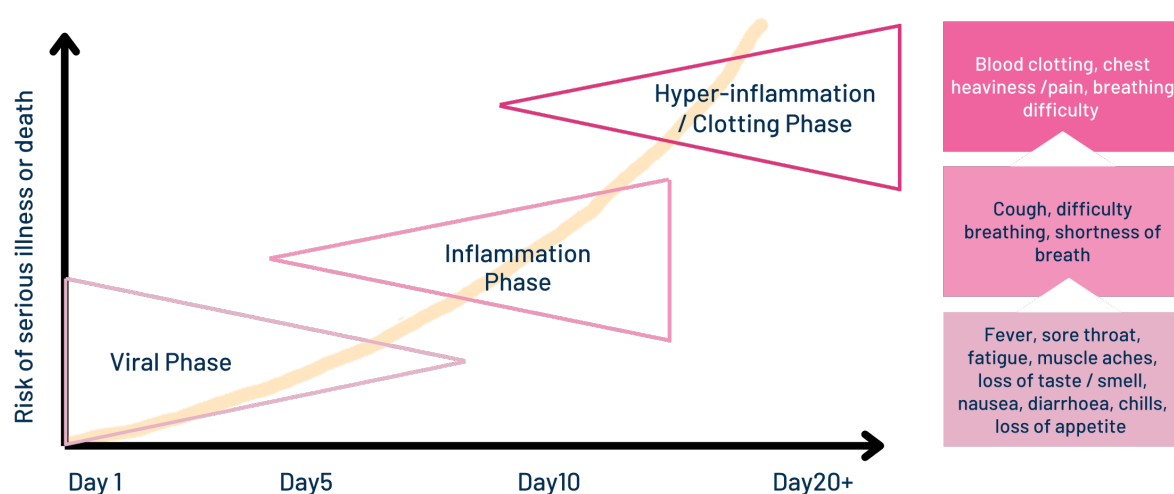 Risk of serious illness or death
Viral Phase
Inflammation
Phase
Hyper-inflammation
/ Clotting Phase
Day 1
Day5
Day10
Day20+
Blood clotting, chest
heaviness /pain, breathing
difficulty
Cough, difficulty
breathing, shortness of
breath
Fever, sore throat,
fatigue, muscle aches,
loss of taste / smell,
nausea, diarrhoea, chills,
loss of appetite